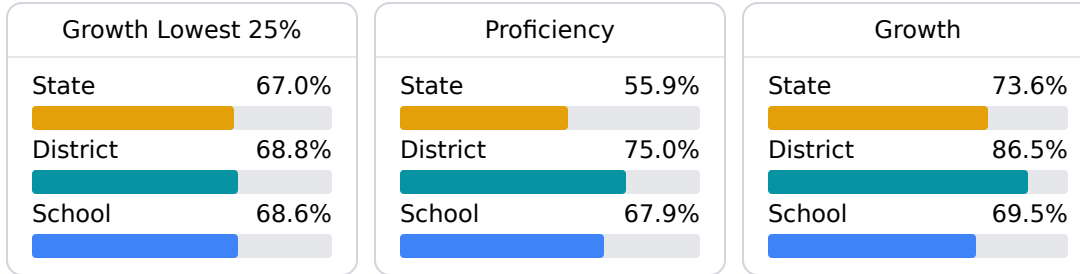 Growth Lowest 25%
State 67.0%
District 68.8%
School 68.6%
Proficiency
State 55.9%
District 75.0%
School 67.9%
Growth
State 73.6%
District 86.5%
School 69.5%